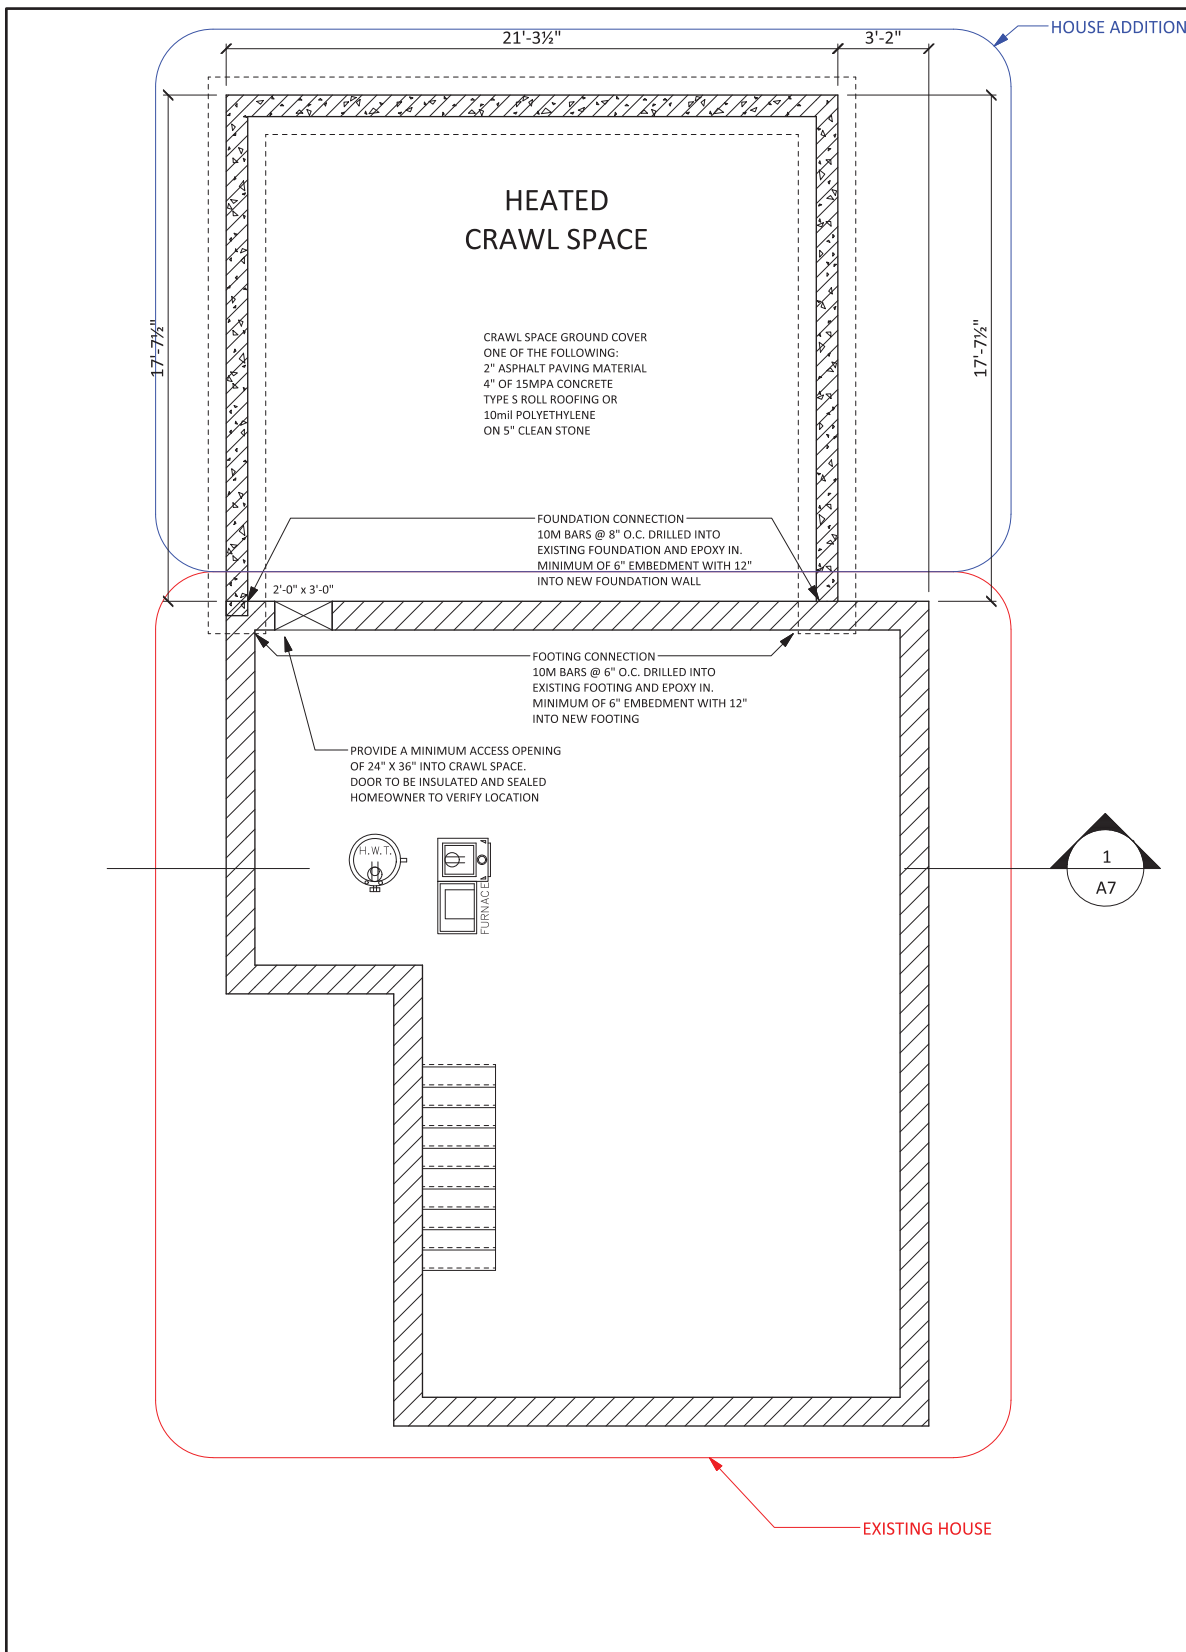 HOUSE ADDITION
21'-3½"
3'-2"
17'-7½"
17'-7½"
HEATED
CRAWL SPACE
CRAWL SPACE GROUND COVER
ONE OF THE FOLLOWING:
2" ASPHALT PAVING MATERIAL
4" OF 15MPA CONCRETE
TYPE S ROLL ROOFING OR
10mil POLYETHYLENE
ON 5" CLEAN STONE
FOUNDATION CONNECTION
10M BARS @ 8" O.C. DRILLED INTO
EXISTING FOUNDATION AND EPOXY IN.
MINIMUM OF 6" EMBEDMENT WITH 12"
INTO NEW FOUNDATION WALL
2'-0" x 3'-0"
FOOTING CONNECTION
10M BARS @ 6" O.C. DRILLED INTO
EXISTING FOOTING AND EPOXY IN.
MINIMUM OF 6" EMBEDMENT WITH 12"
INTO NEW FOOTING
PROVIDE A MINIMUM ACCESS OPENING
OF 24" X 36" INTO CRAWL SPACE.
DOOR TO BE INSULATED AND SEALED
HOMEOWNER TO VERIFY LOCATION
H.W.T.
FURNACE
1
A7
EXISTING HOUSE